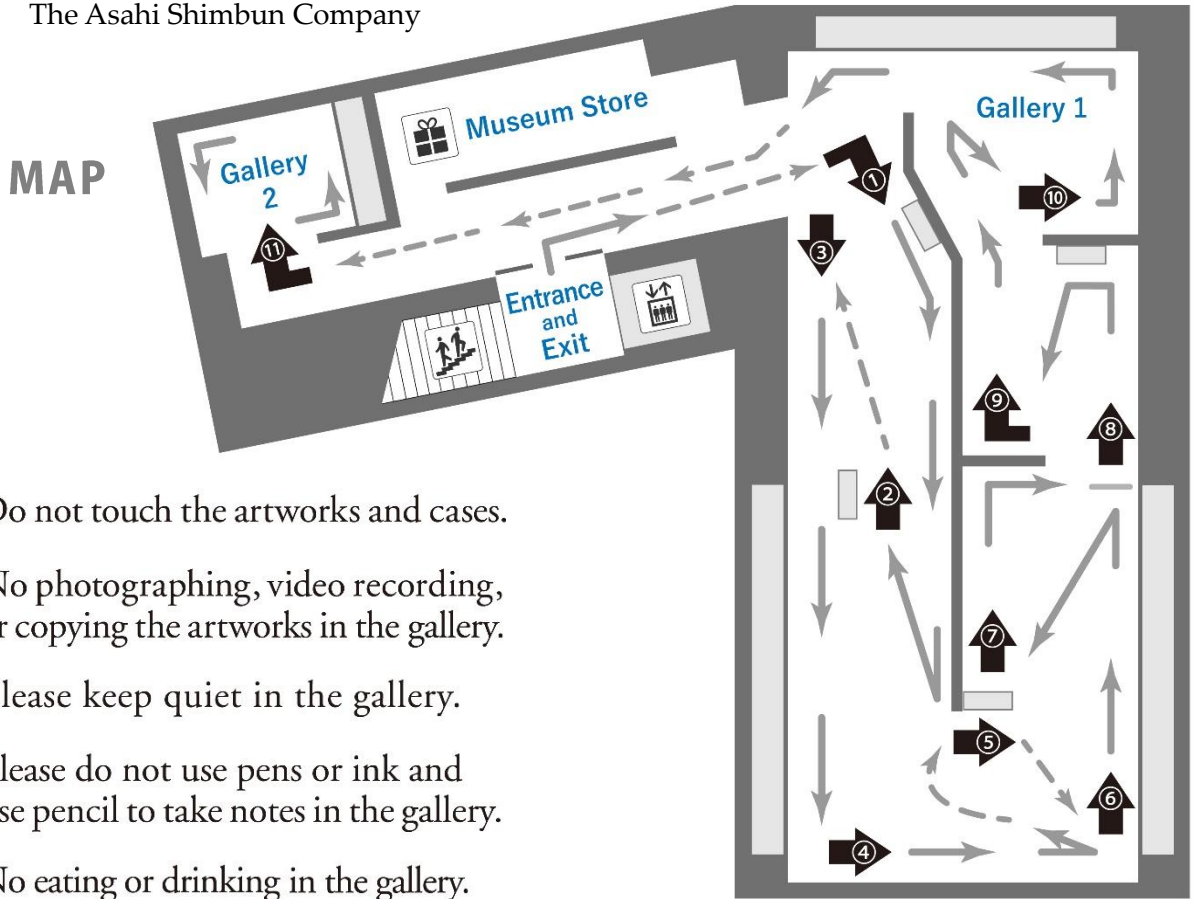 The Asahi Shimbun Company
MAP
Museum Store
Gallery 1
Gallery
2
Entrance
and
Exit
①
②
③
④
⑤
⑥
⑦
⑧
⑨
⑩
⑪
Do not touch the artworks and cases.
No photographing, video recording,
r copying the artworks in the gallery.
lease keep quiet in the gallery.
lease do not use pens or ink and
se pencil to take notes in the gallery.
No eating or drinking in the gallery.